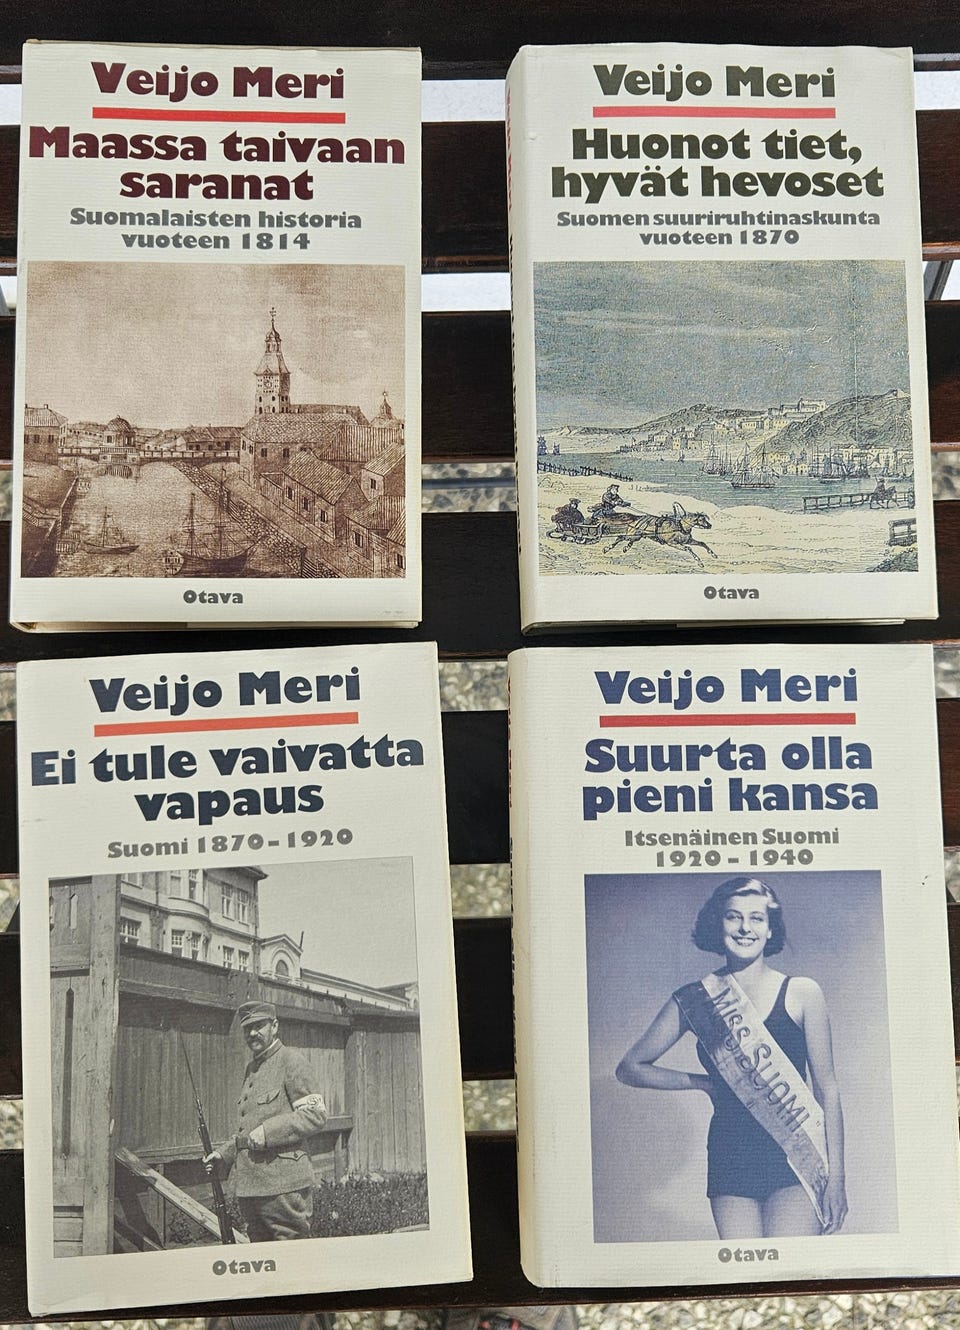 Veijo Meri
Maassa taivaan
saranat
Suomalaisten historia
vuoteen 1814
Otava
Veijo Meri
Huonot tiet,
hyvät hevoset
Suomen suuriruhtinaskunta
vuoteen 1870
Otava
Veijo Meri
Ei tule vaivatta
vapaus
Suomi 1870–1920
Otava
Veijo Meri
Suurta olla
pieni kansa
Itsenäinen Suomi
1920 – 1940
MISS SUOMI
Otava